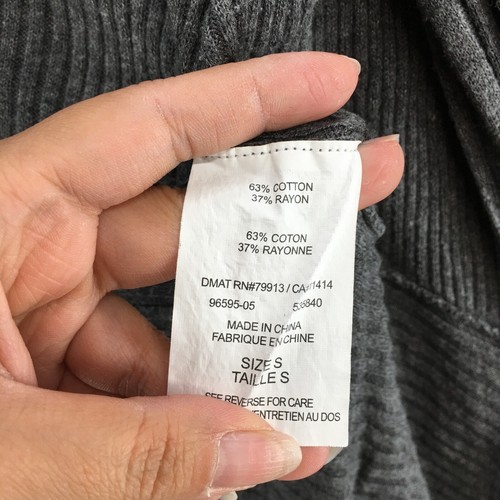 63% COTTON
37% RAYON
63% COTON
37% RAYONNE
DMAT RN#79913 /
96595-05
MADE IN CHINA
FABRIQUE EN CHINE
SIZE S
TAILLE S
SEE REVERSE FOR CARE
ENTRETIEN AU DOS